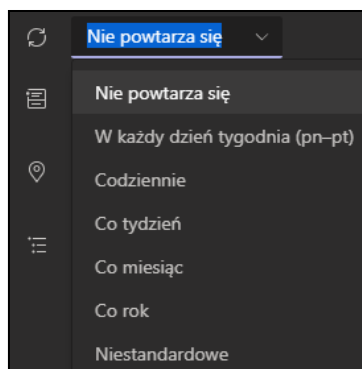 Nie powtarza się
Nie powtarza się
W każdy dzień tygodnia (pn–pt)
Codziennie
Co tydzień
Co miesiąc
Co rok
Niestandardowe